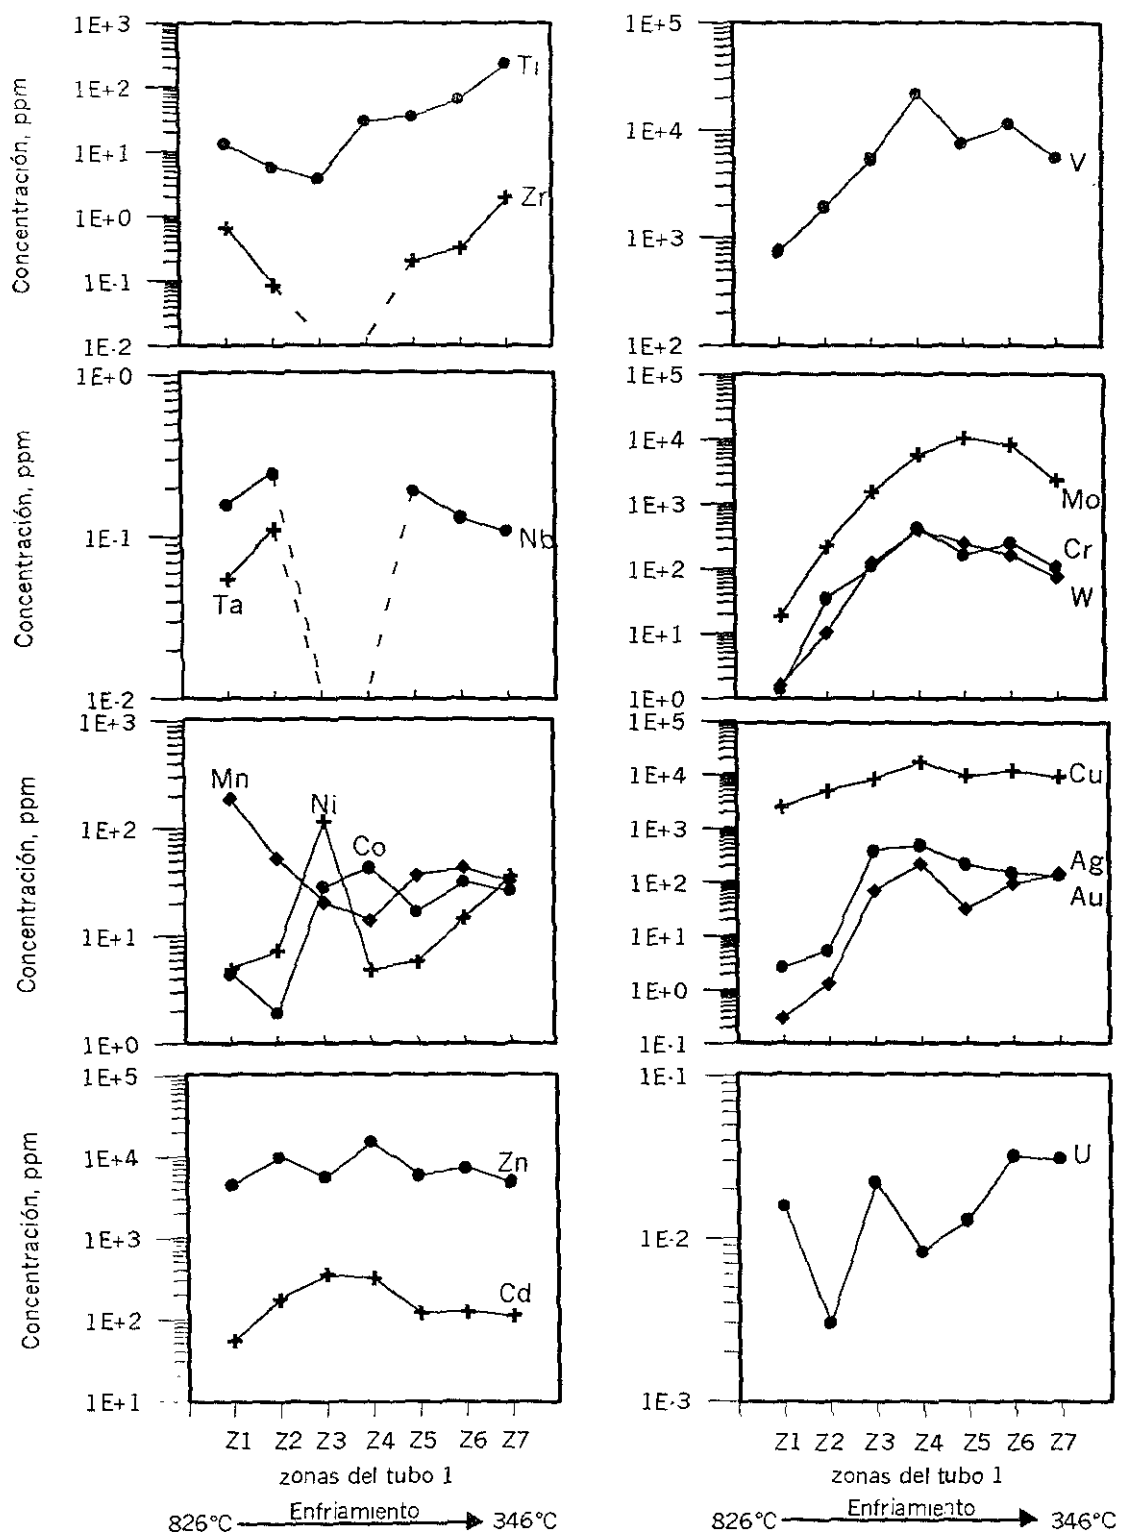 Concentración, ppm
1E+3
1E+2
1E+1
1E+0
1E-1
1E-2
Ti
Zr
1E+5
1E+4
1E+3
1E+2
V
Concentración, ppm
1E+0
1E-1
1E-2
Ta
Nb
1E+5
1E+4
1E+3
1E+2
1E+1
1E+0
Mo
Cr
W
Concentración, ppm
1E+3
1E+2
1E+1
1E+0
Mn
Ni
Co
1E+5
1E+4
1E+3
1E+2
1E+1
1E+0
1E-1
Cu
Ag
Au
Concentración, ppm
1E+5
1E+4
1E+3
1E+2
1E+1
Zn
Cd
1E-1
1E-2
1E-3
U
Z1 Z2 Z3 Z4 Z5 Z6 Z7
zonas del tubo 1
Enfriamiento
826°C 346°C
Z1 Z2 Z3 Z4 Z5 Z6 Z7
zonas del tubo 1
Enfriamiento
826°C 346°C